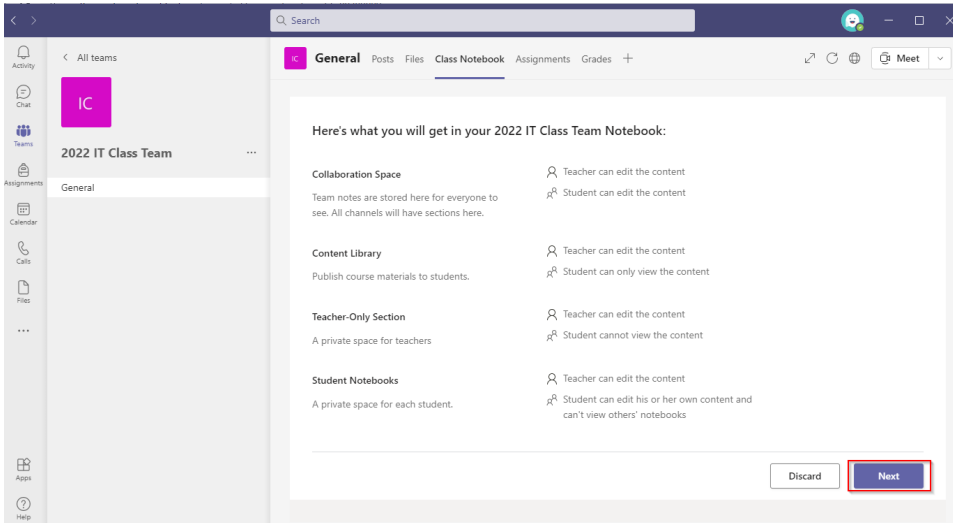 Search
Activity
Chat
Teams
Assignments
Calendar
Calls
Files
...
Apps
Help
All teams
IC
2022 IT Class Team
...
General
IC
General Posts Files Class Notebook Assignments Grades +
Meet
Here's what you will get in your 2022 IT Class Team Notebook:
Collaboration Space
Team notes are stored here for everyone to
see. All channels will have sections here.
Teacher can edit the content
Student can edit the content
Content Library
Publish course materials to students.
Teacher can edit the content
Student can only view the content
Teacher-Only Section
A private space for teachers
Teacher can edit the content
Student cannot view the content
Student Notebooks
A private space for each student.
Teacher can edit the content
Student can edit his or her own content and
can't view others' notebooks
Discard
Next